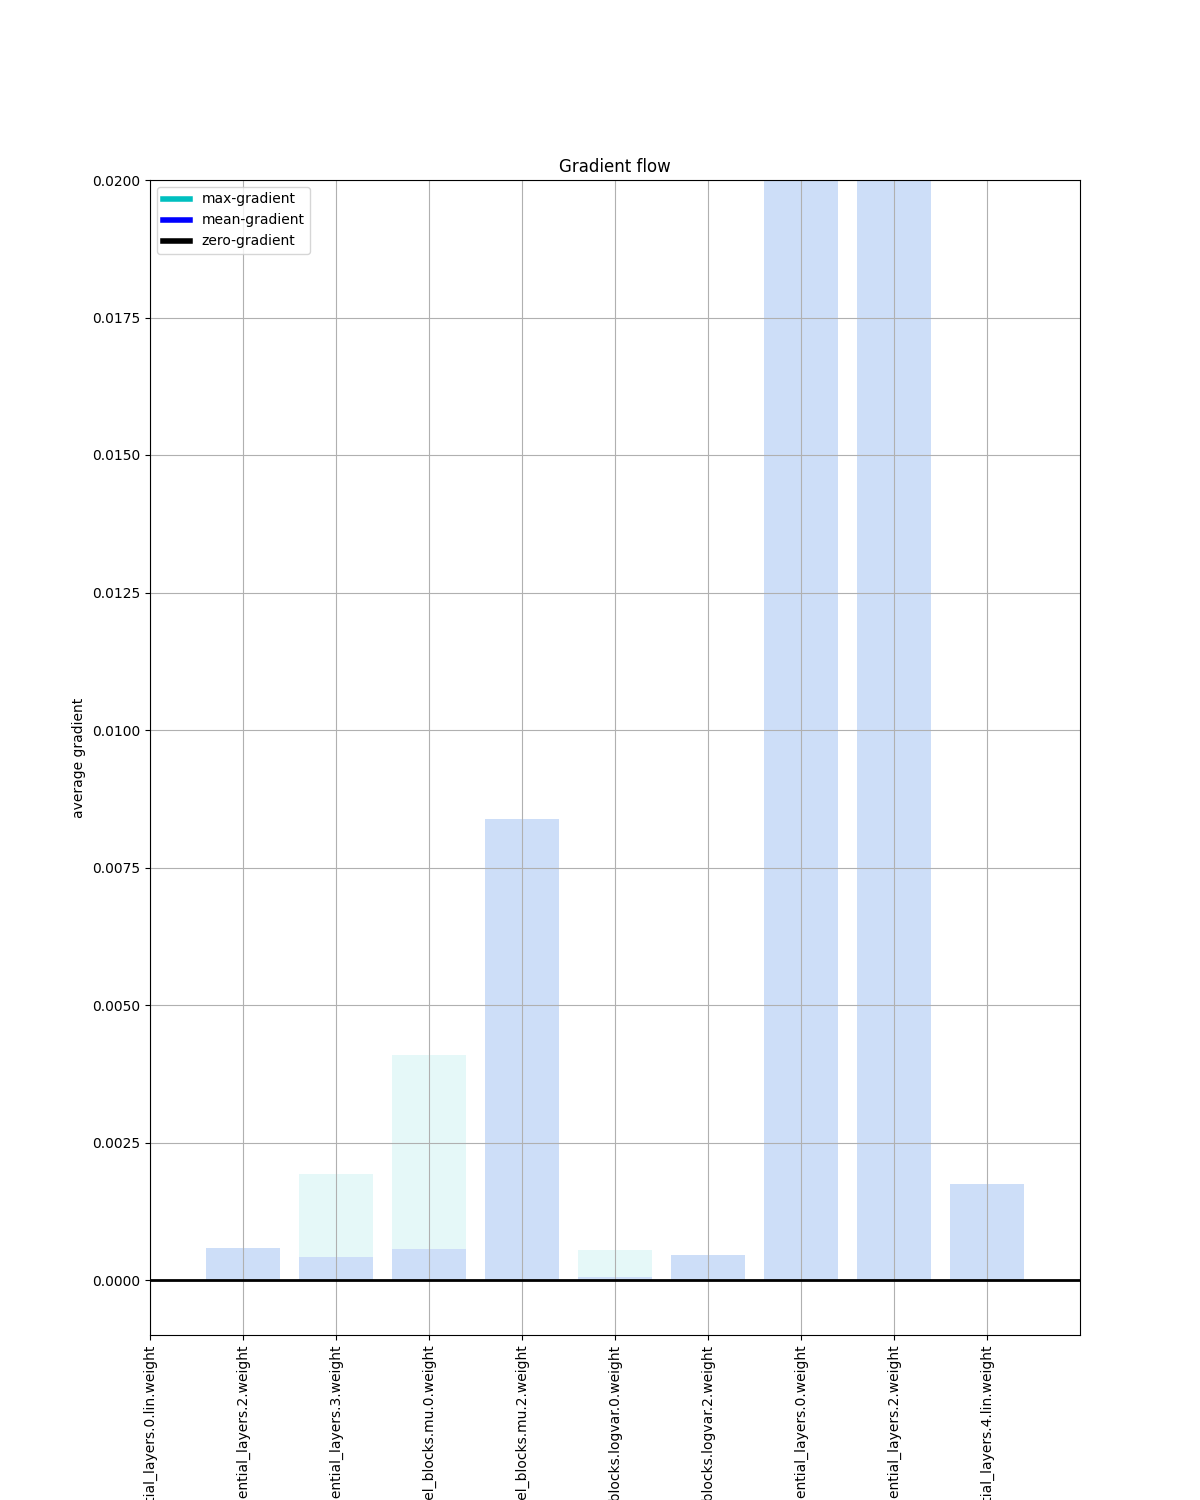 Gradient flow
max-gradient
mean-gradient
zero-gradient
0.0200
0.0175
0.0150
0.0125
0.0100
0.0075
0.0050
0.0025
0.0000
average gradient
tial_layers.0.lin.weight
ential_layers.2.weight
ential_layers.3.weight
el_blocks.mu.0.weight
el_blocks.mu.2.weight
blocks.logvar.0.weight
blocks.logvar.2.weight
ential_layers.0.weight
ential_layers.2.weight
tial_layers.4.lin.weight